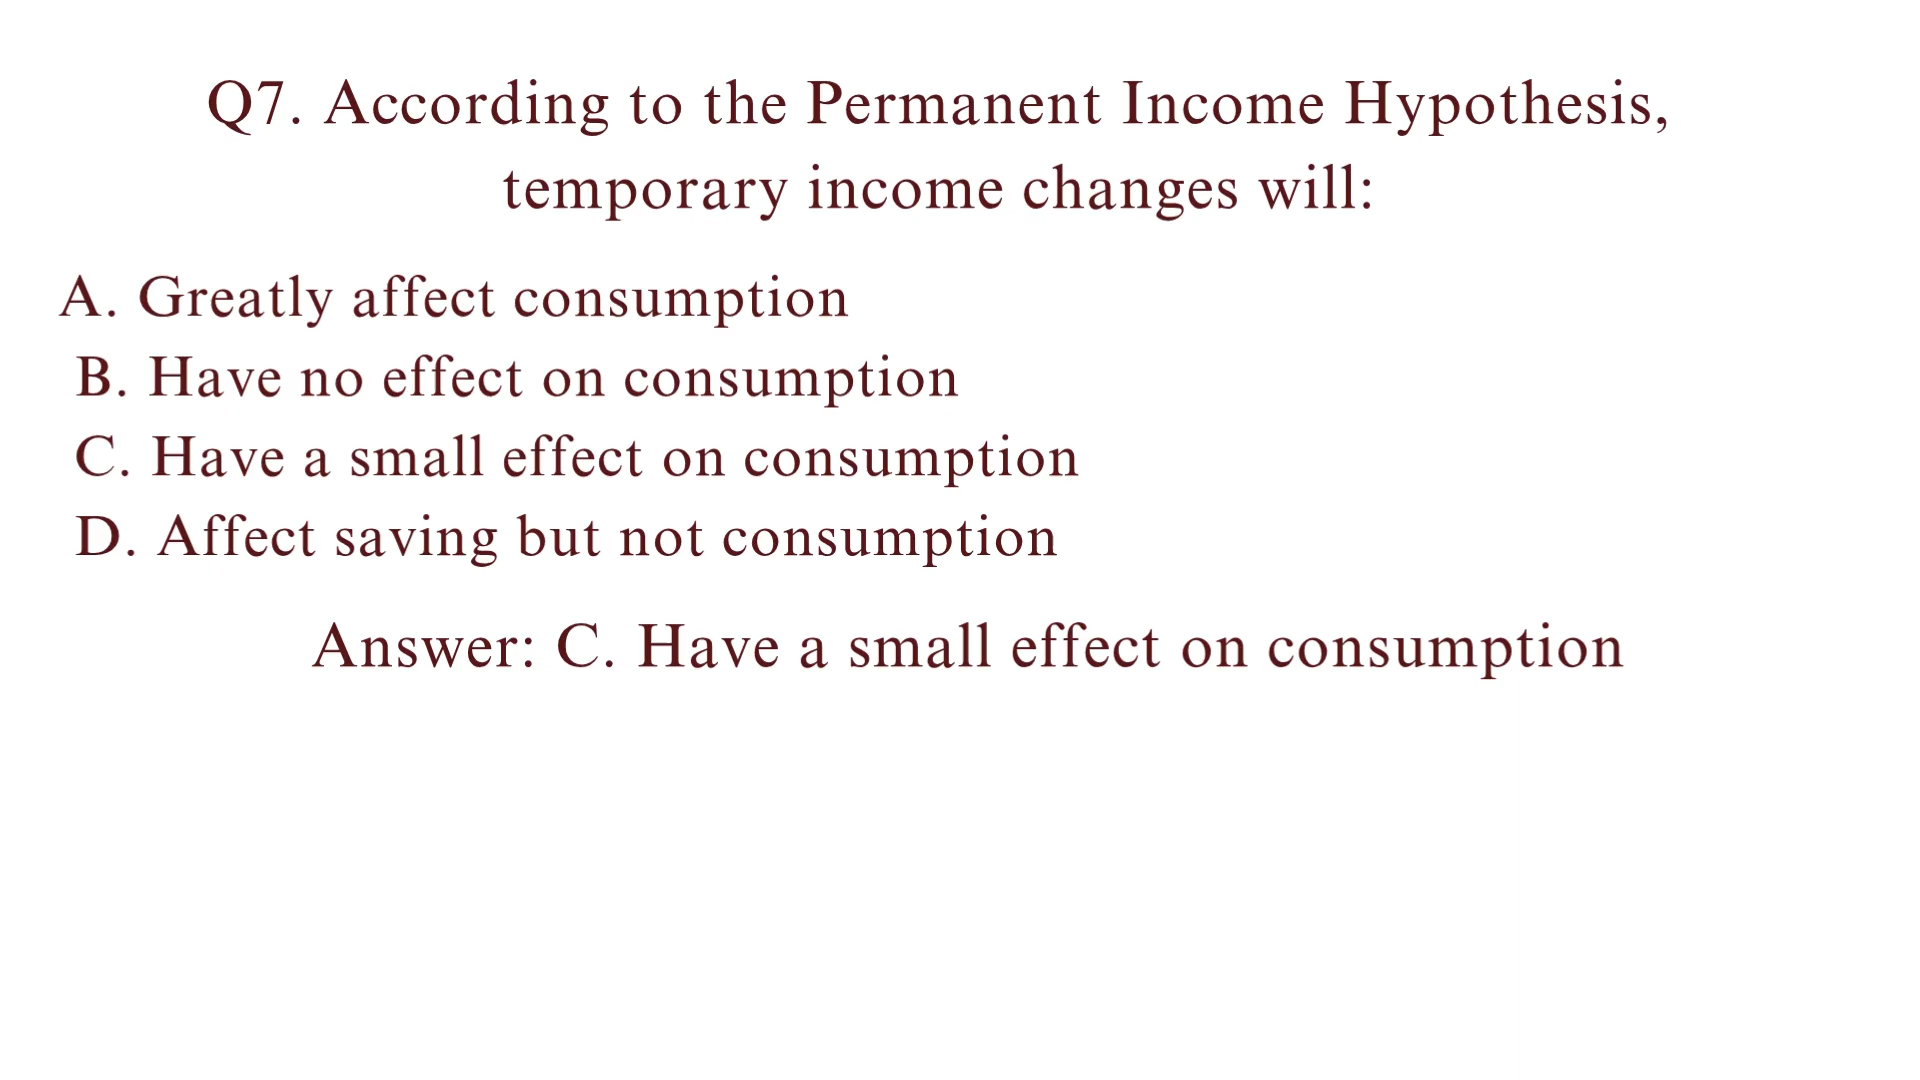 Q7. According to the Permanent Income Hypothesis,
temporary income changes will:
A. Greatly affect consumption
B. Have no effect on consumption
C. Have a small effect on consumption
D. Affect saving but not consumption
Answer: C. Have a small effect on consumption